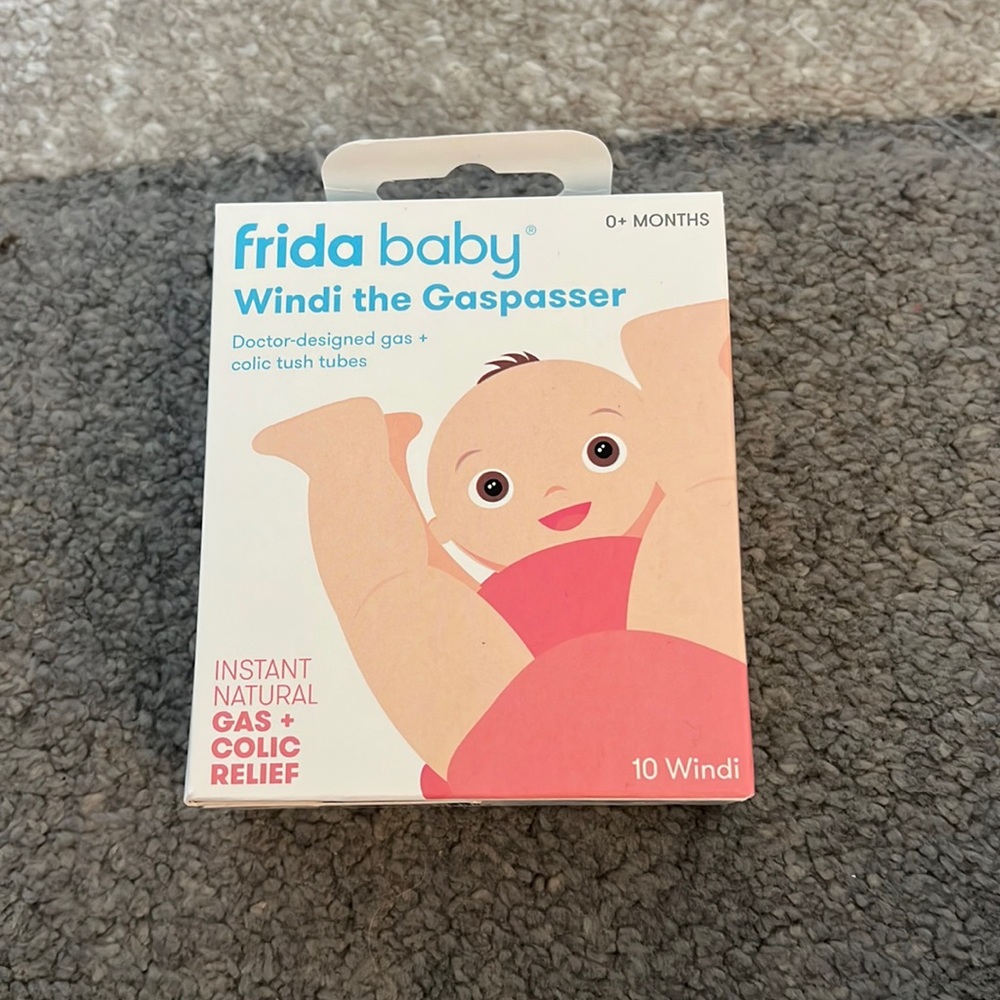 frida baby®
0+ MONTHS
Windi the Gaspasser
Doctor-designed gas +
colic tush tubes
INSTANT
NATURAL
GAS +
COLIC
RELIEF
10 Windi